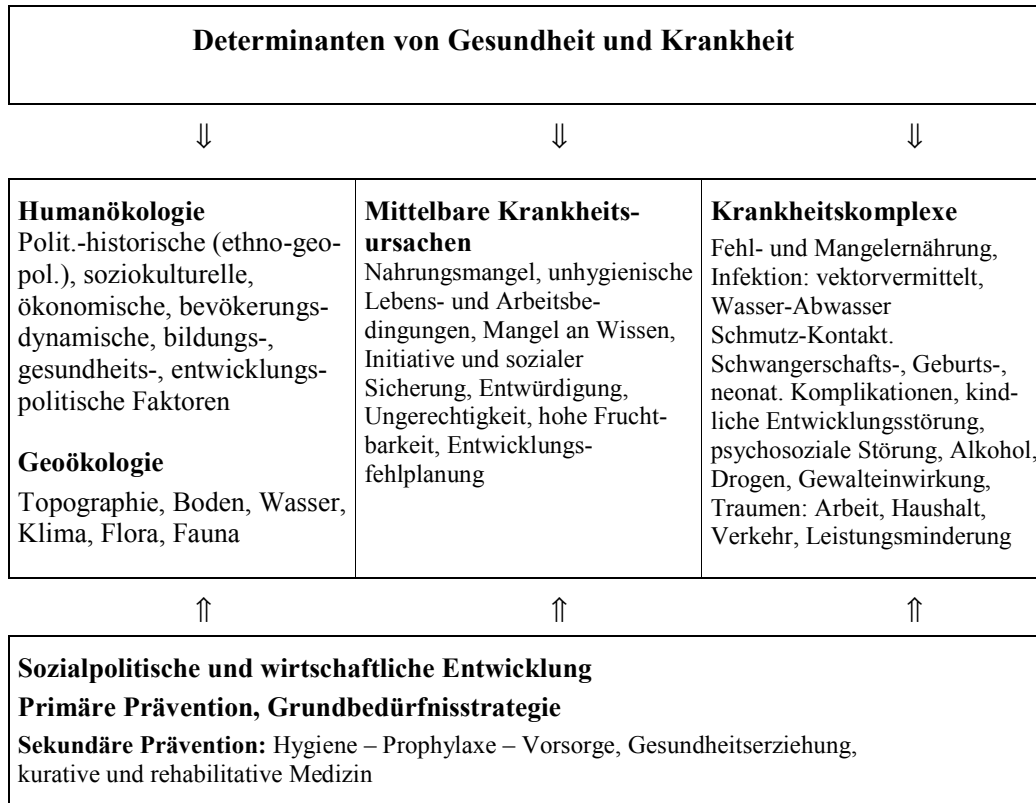 Determinanten von Gesundheit und Krankheit
⇓ ⇓ ⇓
Humanökologie
Polit.-historische (ethno-geo-
pol.), soziokulturelle,
ökonomische, bevökerungs-
dynamische, bildungs-,
gesundheits-, entwicklungs-
politische Faktoren
Geoökologie
Topographie, Boden, Wasser,
Klima, Flora, Fauna
Mittelbare Krankheits-
ursachen
Nahrungsmangel, unhygienische
Lebens- und Arbeitsbe-
dingungen, Mangel an Wissen,
Initiative und sozialer
Sicherung, Entwürdigung,
Ungerechtigkeit, hohe Frucht-
barkeit, Entwicklungs-
fehlplanung
Krankheitskomplexe
Fehl- und Mangelernährung,
Infektion: vektorvermittelt,
Wasser-Abwasser
Schmutz-Kontakt.
Schwangerschafts-, Geburts-,
neonat. Komplikationen, kind-
liche Entwicklungsstörung,
psychosoziale Störung, Alkohol,
Drogen, Gewalteinwirkung,
Traumen: Arbeit, Haushalt,
Verkehr, Leistungsminderung
⇑ ⇑ ⇑
Sozialpolitische und wirtschaftliche Entwicklung
Primäre Prävention, Grundbedürfnisstrategie
Sekundäre Prävention: Hygiene – Prophylaxe – Vorsorge, Gesundheitserziehung,
kurative und rehabilitative Medizin